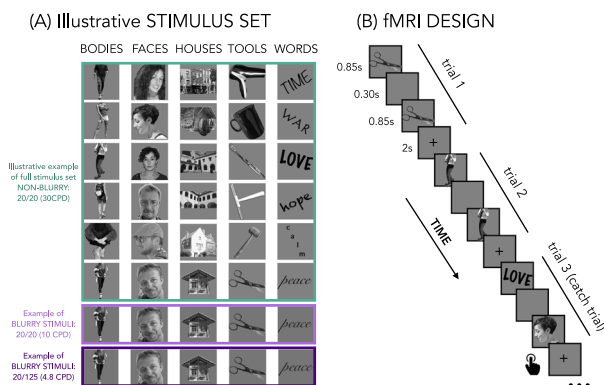 (A) Illustrative STIMULUS SET
BODIES FACES HOUSES TOOLS WORDS
TIME
WAR
Illustrative example
of full stimulus set
NON-BLURRY:
20/20 (30CPD)
LOVE
hope
c
a
l
m
peace
Example of
BLURRY STIMULI:
20/20 (10 CPD)
peace
Example of
BLURRY STIMULI:
20/125 (4.8 CPD)
peace
(B) fMRI DESIGN
0.85s
0.30s
0.85s
2s
trial 1
trial 2
TIME
LOVE
trial 3 (catch trial)
...